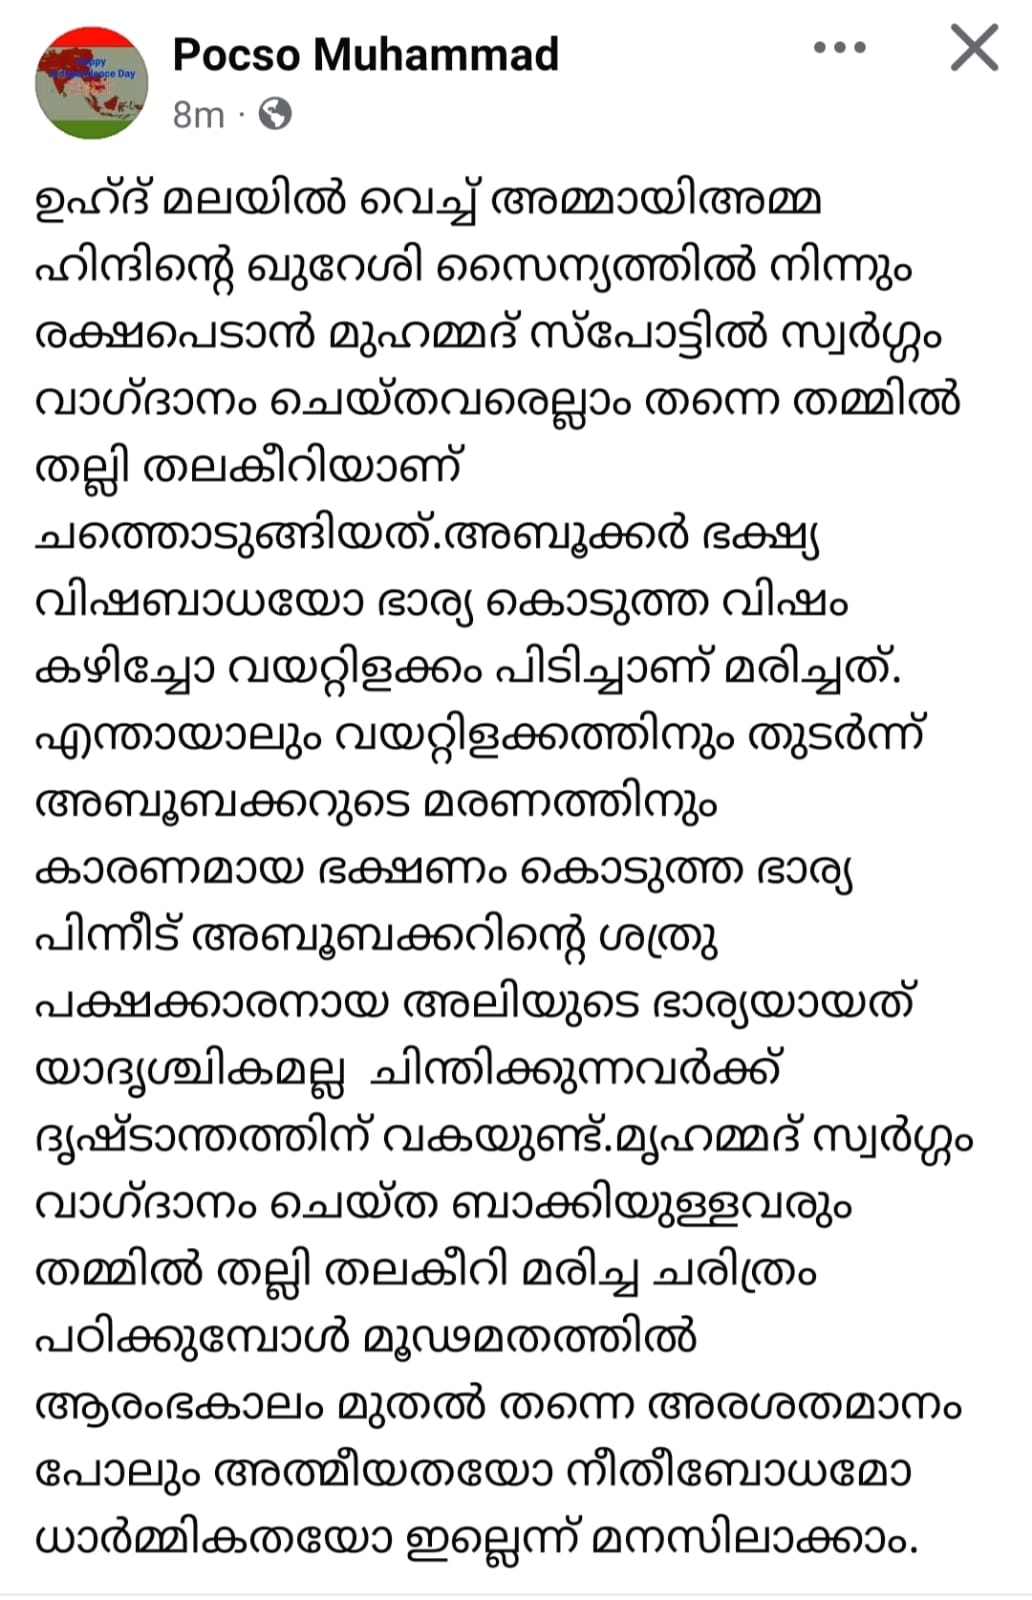 Pocso Muhammad
8m
ഉഹ്ദ് മലയിൽ വെച്ച് അമ്മായിഅമ്മ
ഹിന്ദിന്റെ ഖുറേശി സൈന്യത്തിൽ നിന്നും
രക്ഷപെടാൻ മുഹമ്മദ് സ്പോട്ടിൽ സ്വർഗ്ഗം
വാഗ്ദാനം ചെയ്തവരെല്ലാം തന്നെ തമ്മിൽ
തല്ലി തലകീറിയാണ്
ചത്തൊടുങ്ങിയത്.അബൂക്കർ ഭക്ഷ്യ
വിഷബാധയോ ഭാര്യ കൊടുത്ത വിഷം
കഴിച്ചോ വയറ്റിളക്കം പിടിച്ചാണ് മരിച്ചത്.
എന്തായാലും വയറ്റിളക്കത്തിനും തുടർന്ന്
അബൂബക്കറുടെ മരണത്തിനും
കാരണമായ ഭക്ഷണം കൊടുത്ത ഭാര്യ
പിന്നീട് അബൂബക്കറിന്റെ ശത്രു
പക്ഷക്കാരനായ അലിയുടെ ഭാര്യയായത്
യാദൃശ്ചികമല്ല ചിന്തിക്കുന്നവർക്ക്
ദൃഷ്ടാന്തത്തിന് വകയുണ്ട്.മൃഹമ്മദ് സ്വർഗ്ഗം
വാഗ്ദാനം ചെയ്ത ബാക്കിയുള്ളവരും
തമ്മിൽ തല്ലി തലകീറി മരിച്ച ചരിത്രം
പഠിക്കുമ്പോൾ മൂഢമതത്തിൽ
ആരംഭകാലം മുതൽ തന്നെ അരശതമാനം
പോലും അത്മീയതയോ നീതീബോധമോ
ധാർമ്മികതയോ ഇല്ലെന്ന് മനസിലാക്കാം.